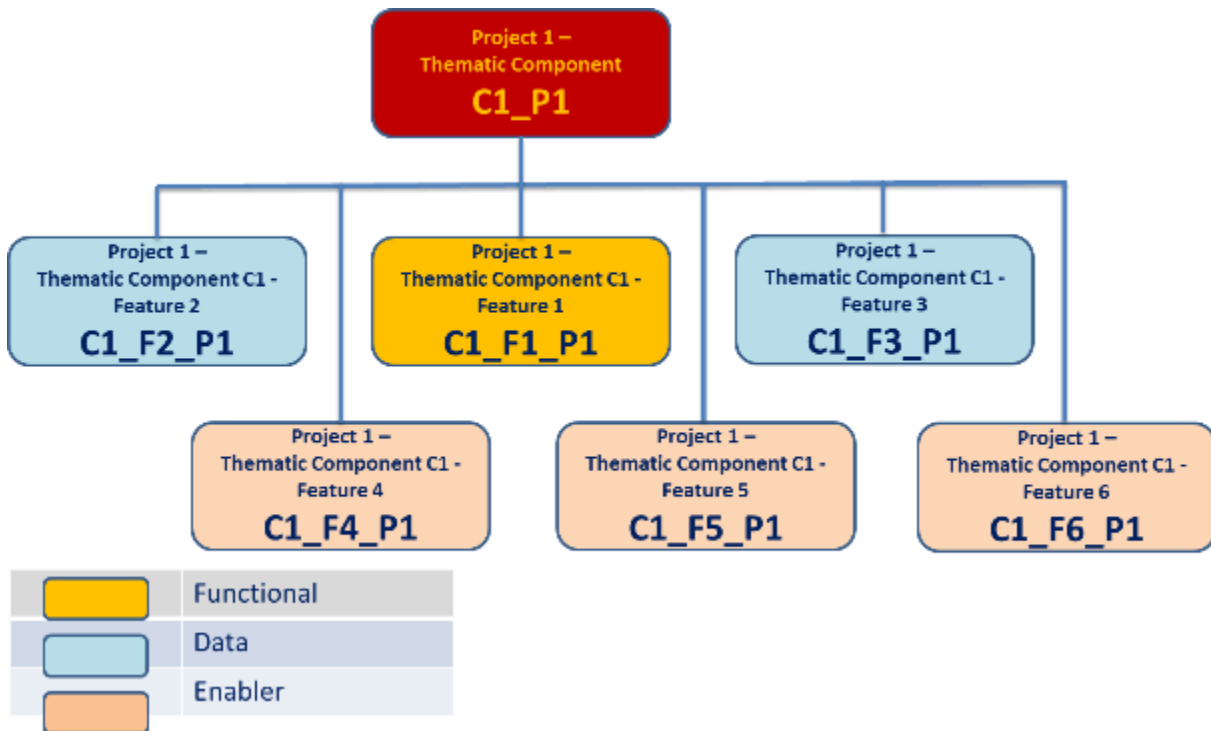 Project 1 –
Thematic Component
C1_P1
Project 1 –
Thematic Component C1 -
Feature 2
C1_F2_P1
Project 1 –
Thematic Component C1 -
Feature 1
C1_F1_P1
Project 1 –
Thematic Component C1 -
Feature 3
C1_F3_P1
Project 1 –
Thematic Component C1 -
Feature 4
C1_F4_P1
Project 1 –
Thematic Component C1 -
Feature 5
C1_F5_P1
Project 1 –
Thematic Component C1 -
Feature 6
C1_F6_P1
Functional
Data
Enabler